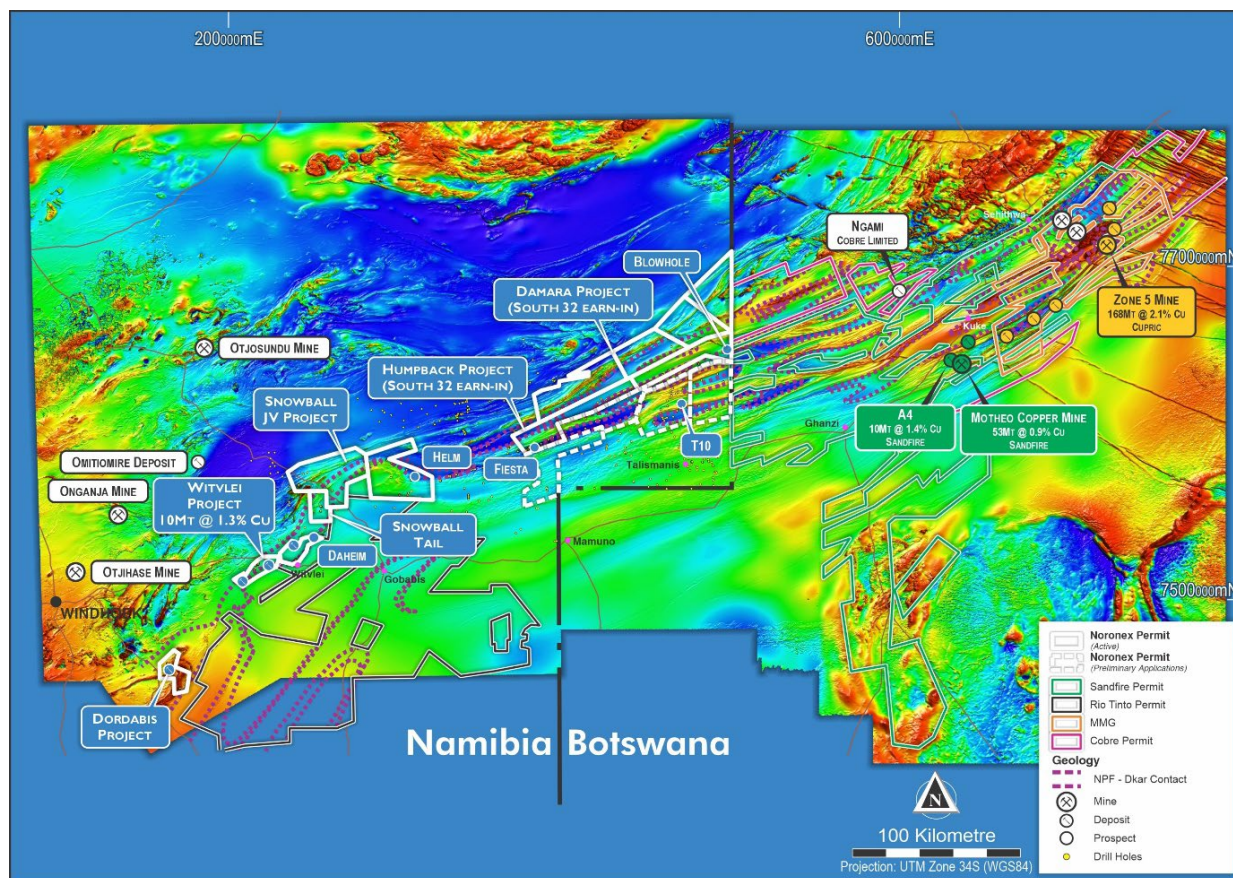 200000mE
600000mE
Sehithwa
NGAMI
COBRE LIMITED
BLOWHOLE
7700000mN
DAMARA PROJECT
(SOUTH 32 EARN-IN)
ZONE 5 MINE
168MT @ 2.1% CU
CUPRIC
Kuke
OTJOSUNDU MINE
HUMPBACK PROJECT
(SOUTH 32 EARN-IN)
SNOWBALL
JV PROJECT
A4
10MT @ 1.4% CU
SANDFIRE
MOTHEO COPPER MINE
53MT @ 0.9% CU
SANDFIRE
Ghanzi
T10
HELM
FIESTA
Talismanis
OMITIOMIRE DEPOSIT
ONGANJA MINE
WITVLEI
PROJECT
10MT @ 1.3% CU
SNOWBALL
TAIL
DAHEIM
Mamuno
OTJIHASE MINE
Witvlei
Gobabis
WINDHOEK
7500000mN
DORDABIS
PROJECT
Namibia Botswana
Noronex Permit
(Active)
Noronex Permit
(Preliminary Applications)
Sandfire Permit
Rio Tinto Permit
MMG
Cobre Permit
Geology
NPF - Dkar Contact
Mine
Deposit
Prospect
Drill Holes
N
100 Kilometre
Projection: UTM Zone 34S (WGS84)